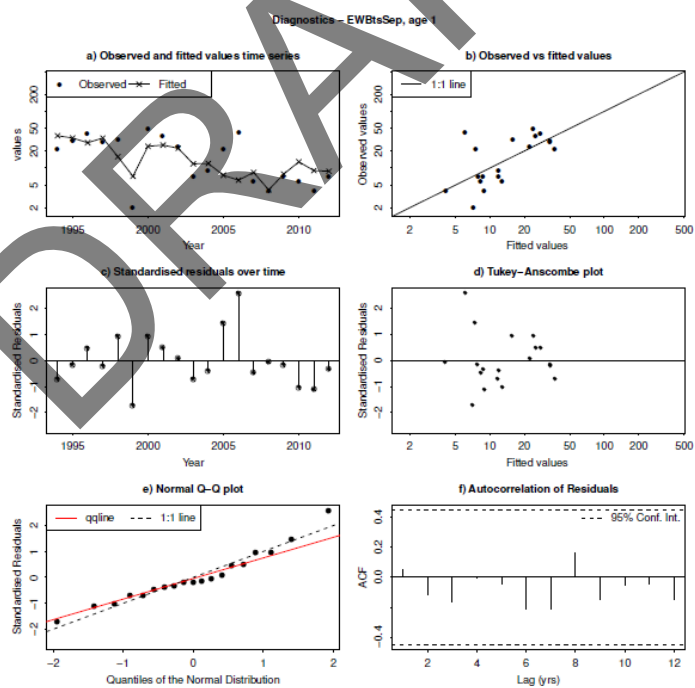 Diagnostics – EWBtsSep, age 1
a) Observed and fitted values time series
Observed Fitted
values
200
50
20
5
2
1995 2000 2005 2010
Year
b) Observed vs fitted values
1:1 line
Observed values
200
50
20
5
2
2 5 10 20 50 100 200 500
Fitted values
c) Standardised residuals over time
Standardised Residuals
2
1
0
−1
−2
1995 2000 2005 2010
Year
d) Tukey−Anscombe plot
Standardised Residuals
2
1
0
−1
−2
2 5 10 20 50 100 200 500
Fitted values
e) Normal Q−Q plot
qqline 1:1 line
Standardised Residuals
2
1
0
−1
−2
−2 −1 0 1 2
Quantiles of the Normal Distribution
f) Autocorrelation of Residuals
95% Conf. Int.
ACF
0.4
0.2
0.0
−0.4
2 4 6 8 10 12
Lag (yrs)